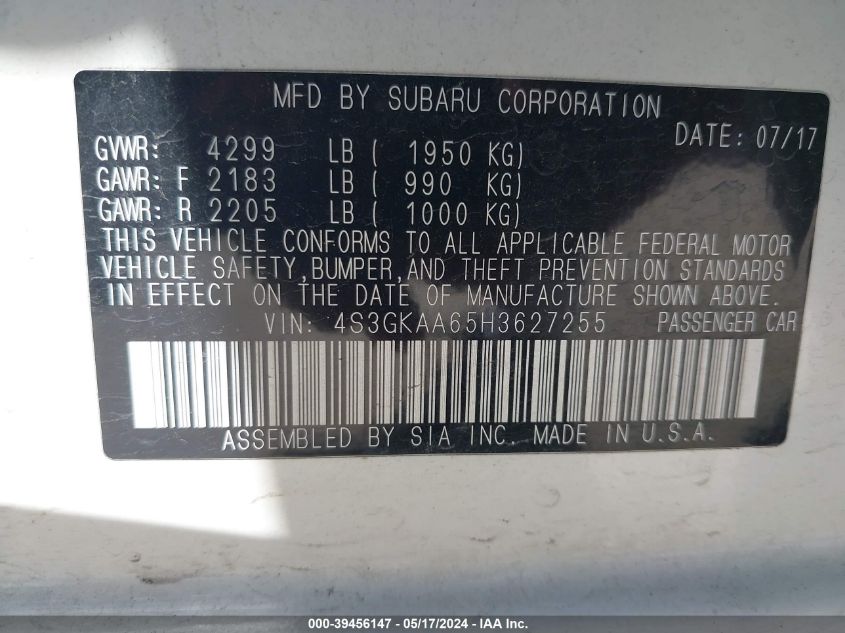 MFD BY SUBARU CORPORATION
DATE: 07/17
GVWR: 4299 LB ( 1950 KG)
GAWR: F 2183 LB ( 990 KG)
GAWR: R 2205 LB ( 1000 KG)
THIS VEHICLE CONFORMS TO ALL APPLICABLE FEDERAL MOTOR
VEHICLE SAFETY,BUMPER,AND THEFT PREVENTION STANDARDS
IN EFFECT ON THE DATE OF MANUFACTURE SHOWN ABOVE.
VIN: 4S3GKAA65H3627255 PASSENGER CAR
ASSEMBLED BY SIA INC. MADE IN U.S.A.
000-39456147 - 05/17/2024 - IAA Inc.